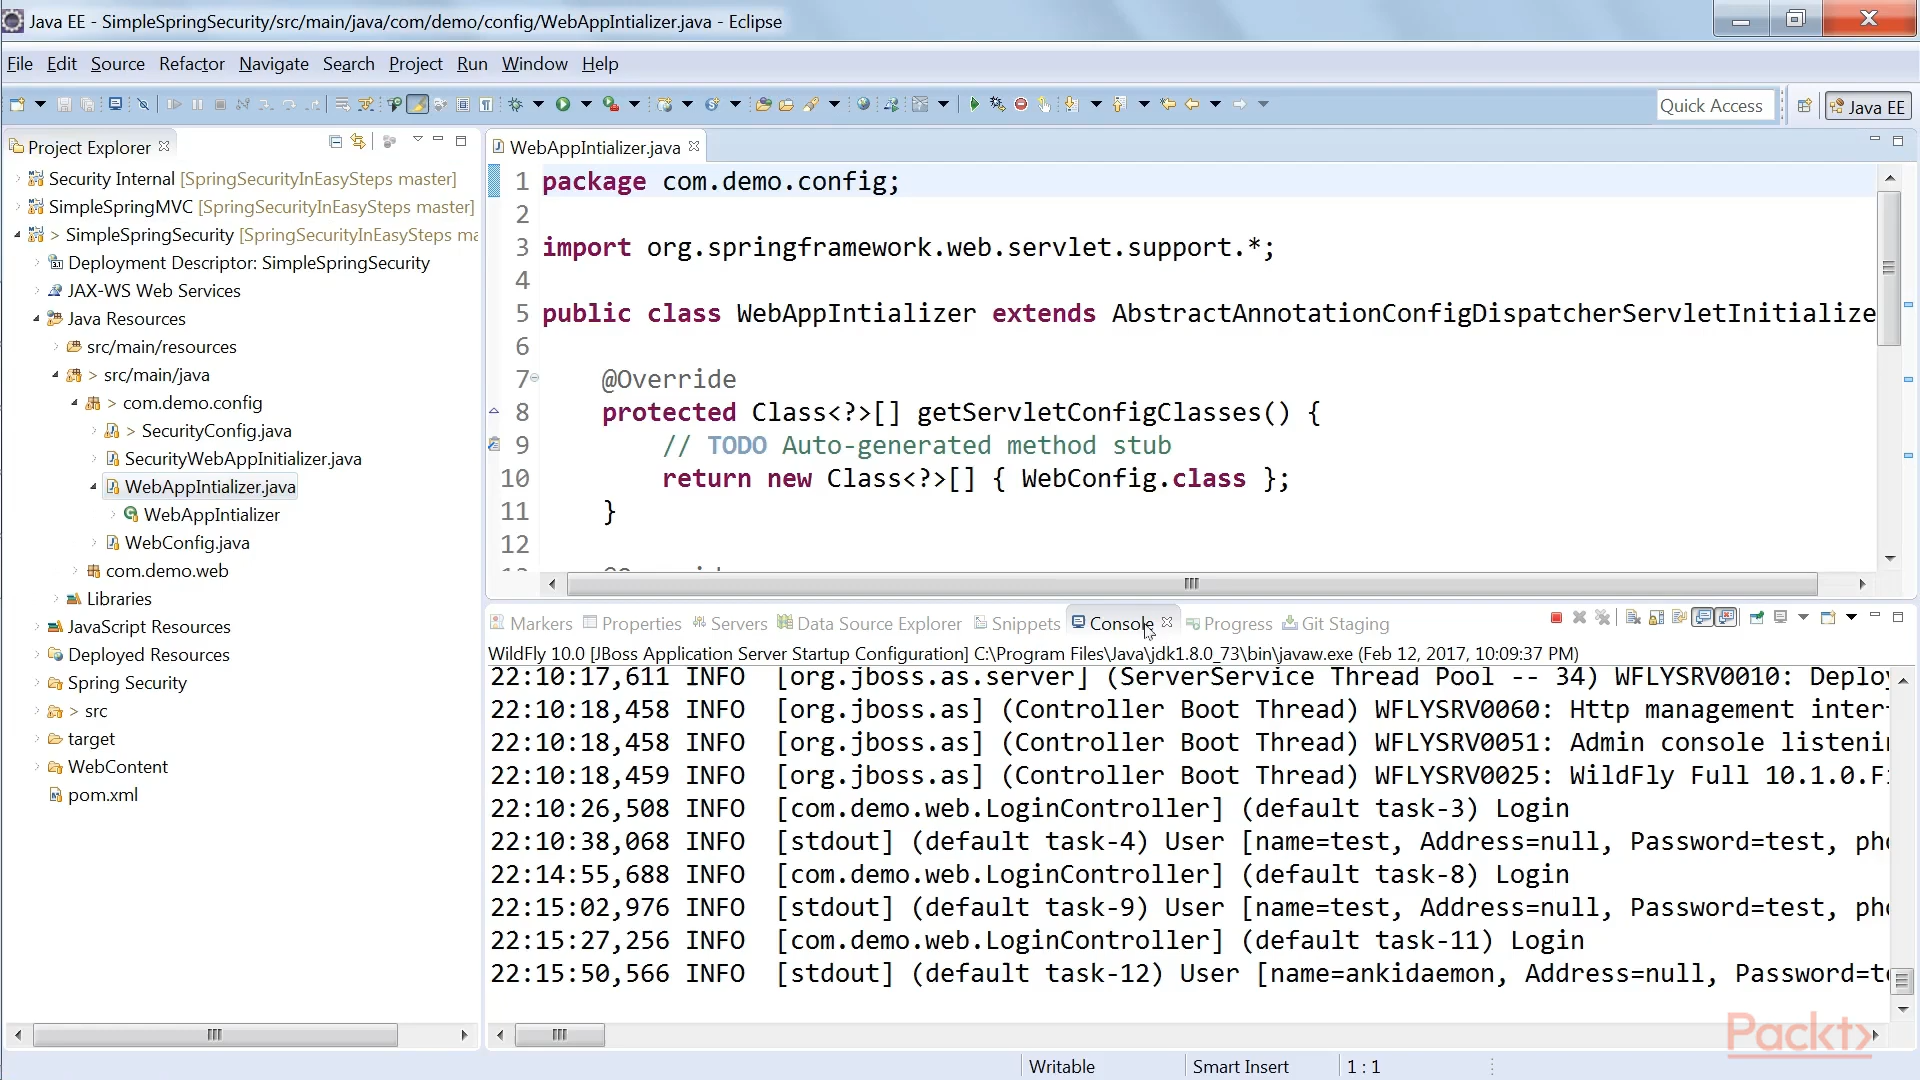 Java EE - SimpleSpringSecurity/src/main/java/com/demo/config/WebAppIntializer.java - Eclipse
File Edit Source Refactor Navigate Search Project Run Window Help
Quick Access
Java EE
Project Explorer
Security Internal [SpringSecurityInEasySteps master]
SimpleSpringMVC [SpringSecurityInEasySteps master]
> SimpleSpringSecurity [SpringSecurityInEasySteps ma
Deployment Descriptor: SimpleSpringSecurity
JAX-WS Web Services
Java Resources
src/main/resources
> src/main/java
> com.demo.config
> SecurityConfig.java
SecurityWebAppInitializer.java
WebAppIntializer.java
WebAppIntializer
WebConfig.java
com.demo.web
Libraries
JavaScript Resources
Deployed Resources
Spring Security
> src
target
WebContent
pom.xml
WebAppIntializer.java
1 package com.demo.config;
2
3 import org.springframework.web.servlet.support.*;
4
5 public class WebAppIntializer extends AbstractAnnotationConfigDispatcherServletInitialize
6
7 @Override
8 protected Class<?>[] getServletConfigClasses() {
9 // TODO Auto-generated method stub
10 return new Class<?>[] { WebConfig.class };
11 }
12
Markers Properties Servers Data Source Explorer Snippets Console Progress Git Staging
WildFly 10.0 [JBoss Application Server Startup Configuration] C:\Program Files\Java\jdk1.8.0_73\bin\javaw.exe (Feb 12, 2017, 10:09:37 PM)
22:10:17,611 INFO [org.jboss.as.server] (ServerService Thread Pool -- 34) WFLYSRV0010: Deploy
22:10:18,458 INFO [org.jboss.as] (Controller Boot Thread) WFLYSRV0060: Http management inter
22:10:18,458 INFO [org.jboss.as] (Controller Boot Thread) WFLYSRV0051: Admin console listeni
22:10:18,459 INFO [org.jboss.as] (Controller Boot Thread) WFLYSRV0025: WildFly Full 10.1.0.F
22:10:26,508 INFO [com.demo.web.LoginController] (default task-3) Login
22:10:38,068 INFO [stdout] (default task-4) User [name=test, Address=null, Password=test, pho
22:14:55,688 INFO [com.demo.web.LoginController] (default task-8) Login
22:15:02,976 INFO [stdout] (default task-9) User [name=test, Address=null, Password=test, pho
22:15:27,256 INFO [com.demo.web.LoginController] (default task-11) Login
22:15:50,566 INFO [stdout] (default task-12) User [name=ankidaemon, Address=null, Password=te
Packt
Writable
Smart Insert
1 : 1